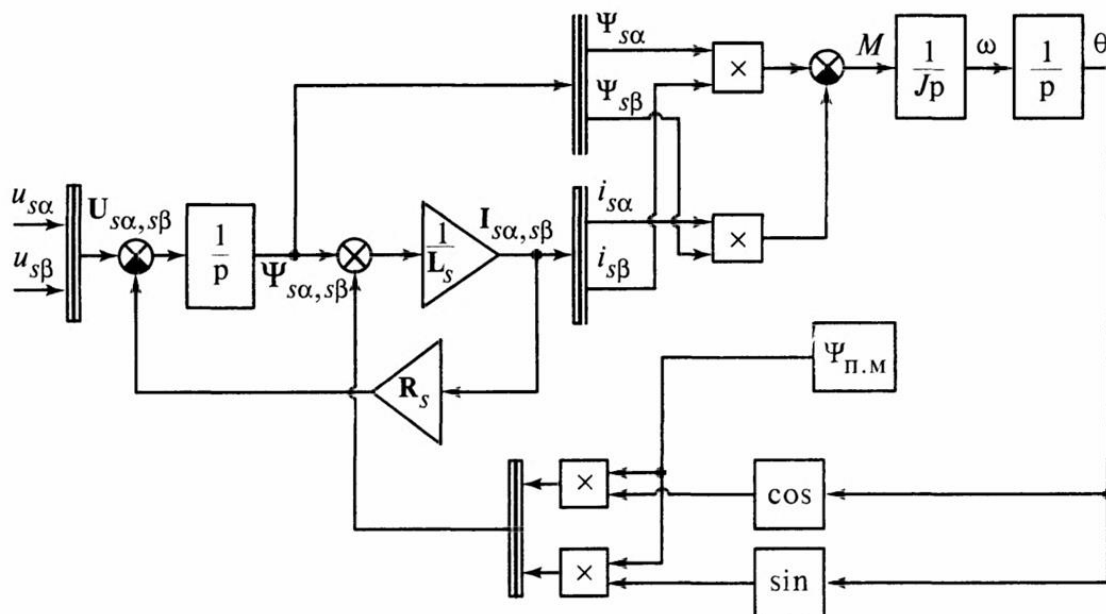 Ψsα
Ψsβ
×
M
1
Jp
ω
1
p
θ
usα
usβ
Usα, sβ
1
p
Ψsα, sβ
1
Ls
Isα, sβ
isα
isβ
×
Rs
Ψп.м
×
cos
×
sin